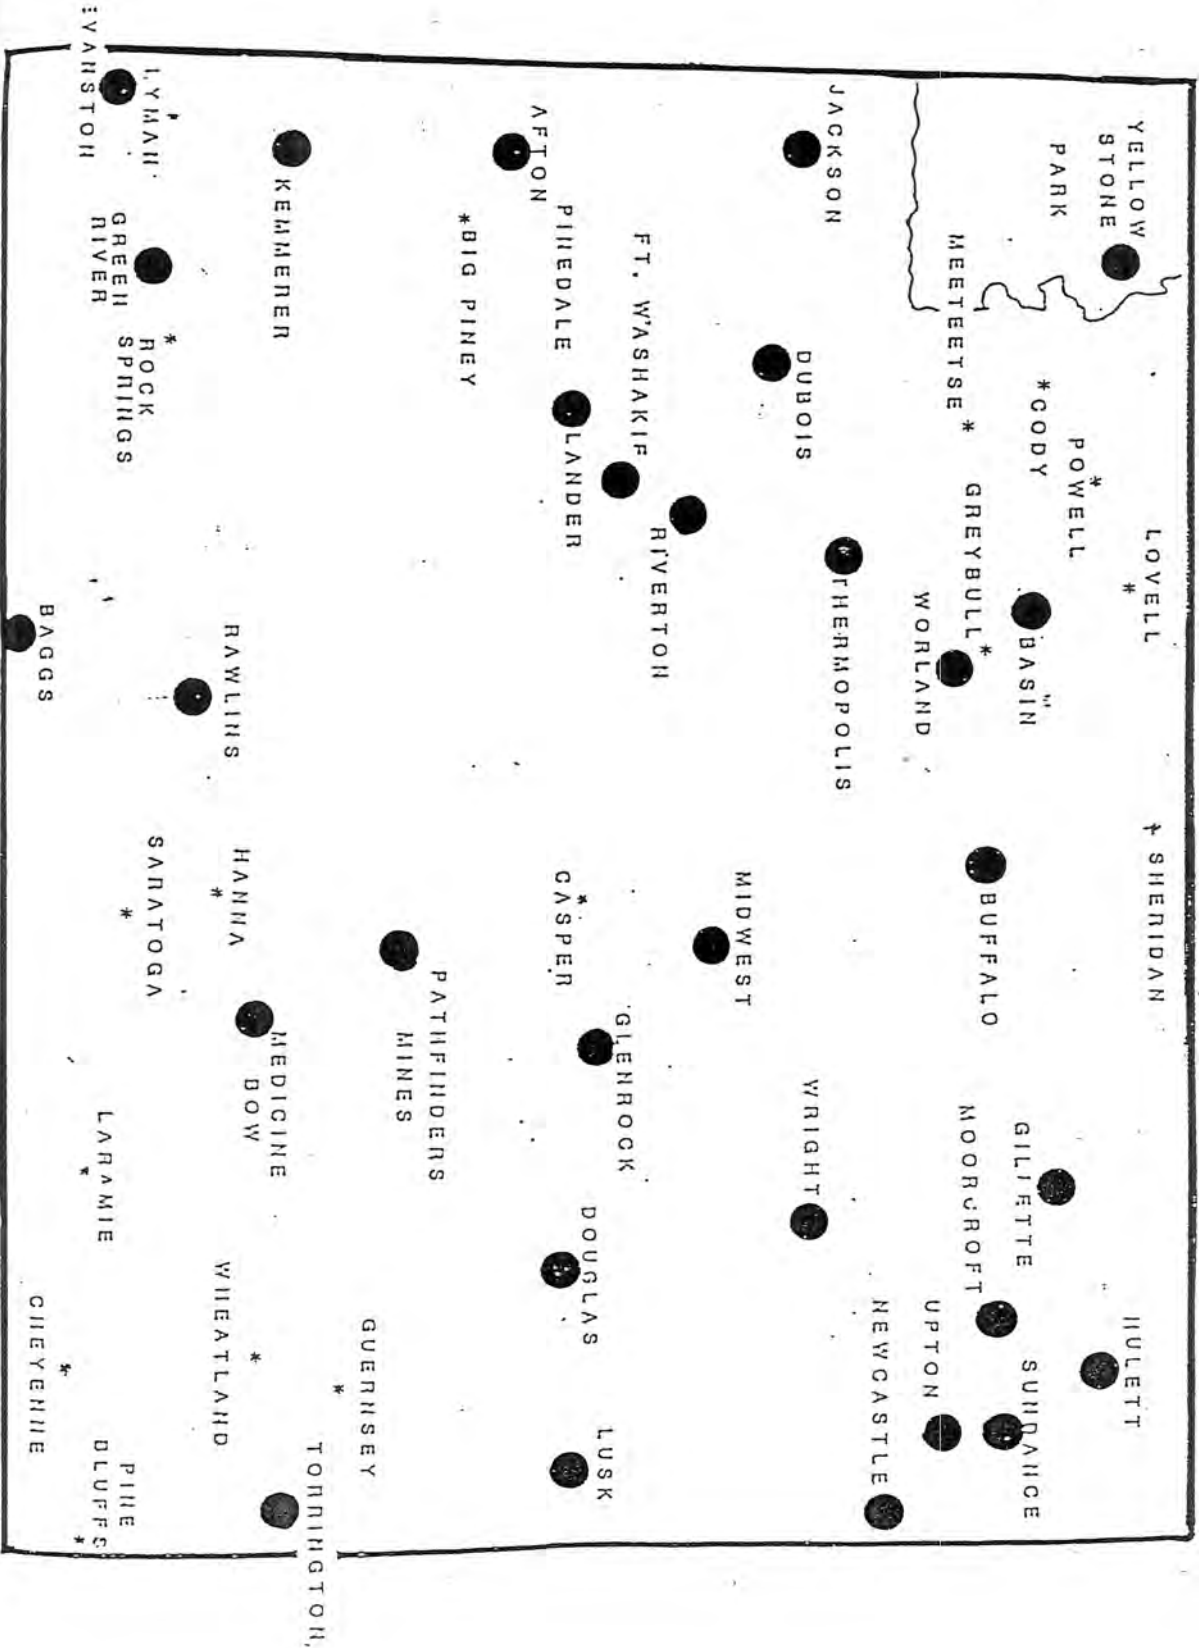 YELLOW
STONE
PARK
LOVELL
* SHERIDAN
HULETT
POWELL
*CODY
BASIN
GILLETTE
SUNDANCE
MEETEETSE *
GREYBULL *
BUFFALO
MOORCROFT
WORLAND
UPTON
NEWCASTLE
JACKSON
DUBOIS
THERMOPOLIS
WRIGHT
MIDWEST
FT. WASHAKIE
RIVERTON
GLENROCK
LUSK
AFTON
PINEDALE
LANDER
CASPER
DOUGLAS
*BIG PINEY
PATHFINDERS
MINES
GUERNSEY
TORRINGTON
KEMMERER
MEDICINE
BOW
RAWLINS
HANNA
WHEATLAND
LYMAN
ROCK
SPRINGS
SARATOGA
GREEN
RIVER
LARAMIE
PINE
BLUFFS
EVANSTON
BAGGS
CHEYENNE